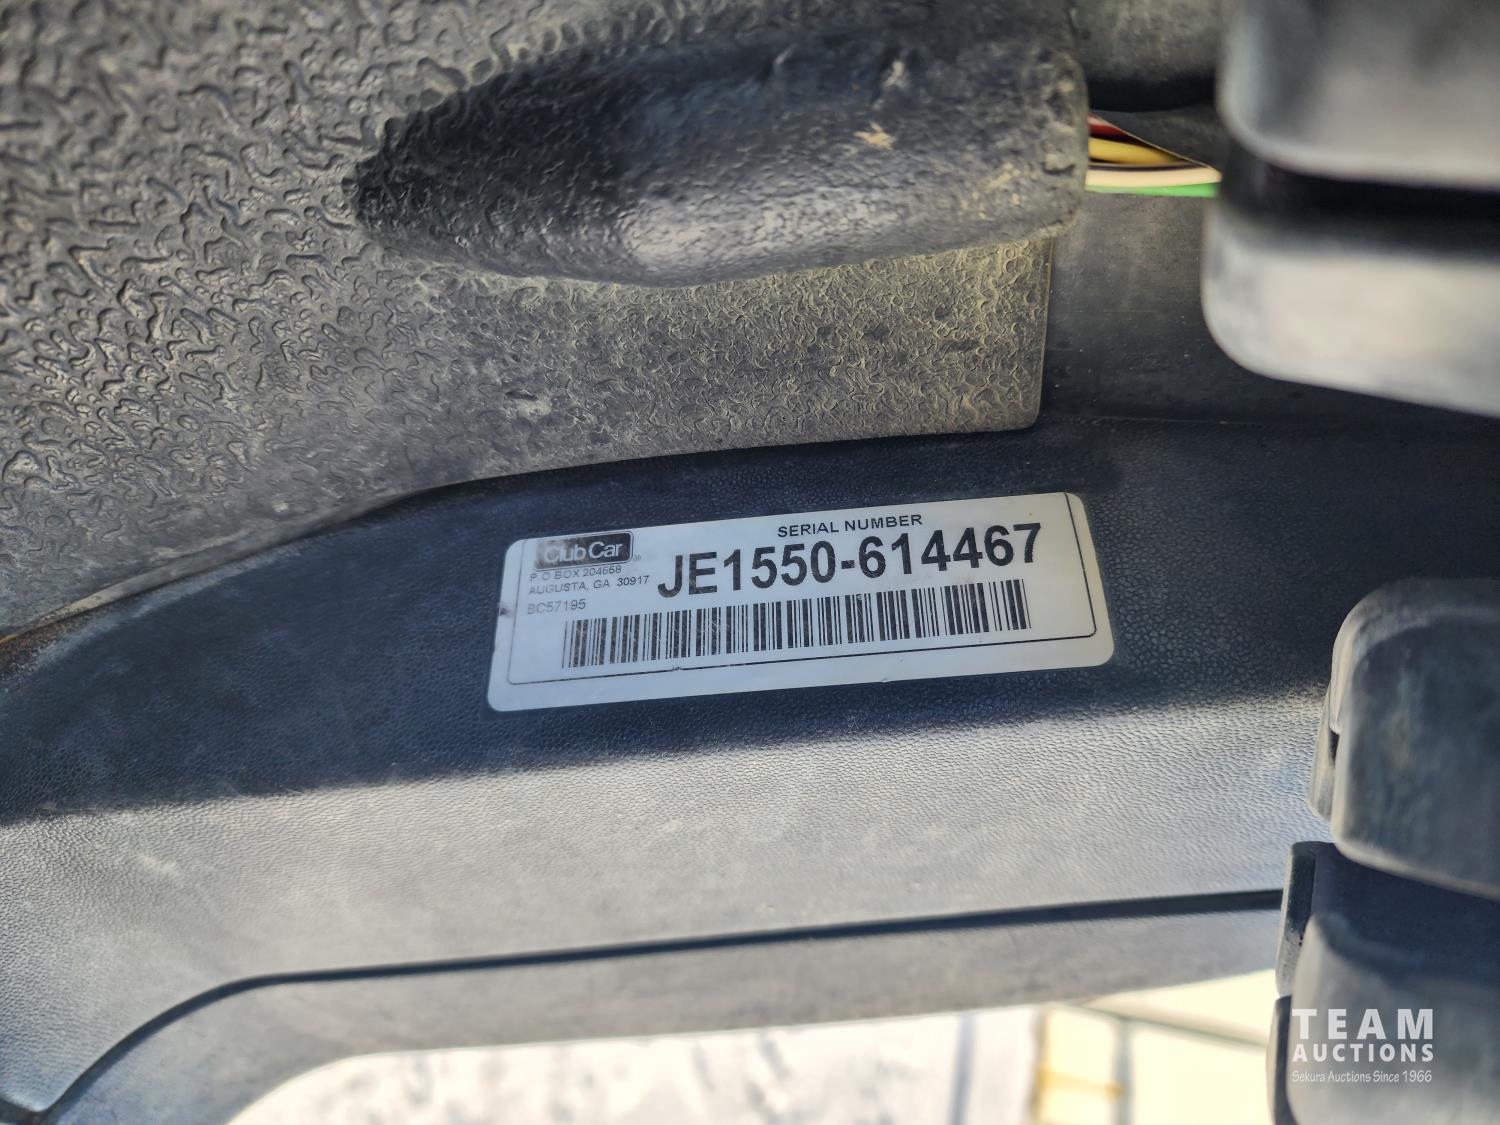 Club Car®
P.O BOX 204658
AUGUSTA, GA 30917
BC57195
SERIAL NUMBER
JE1550-614467
TEAM
AUCTIONS
Sekura Auctions Since 1966